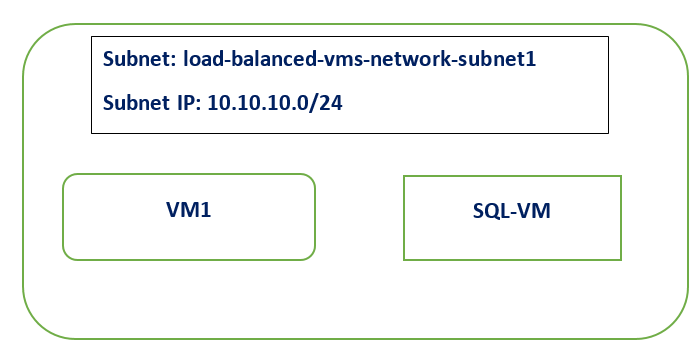 Subnet: load-balanced-vms-network-subnet1
Subnet IP: 10.10.10.0/24
VM1
SQL-VM